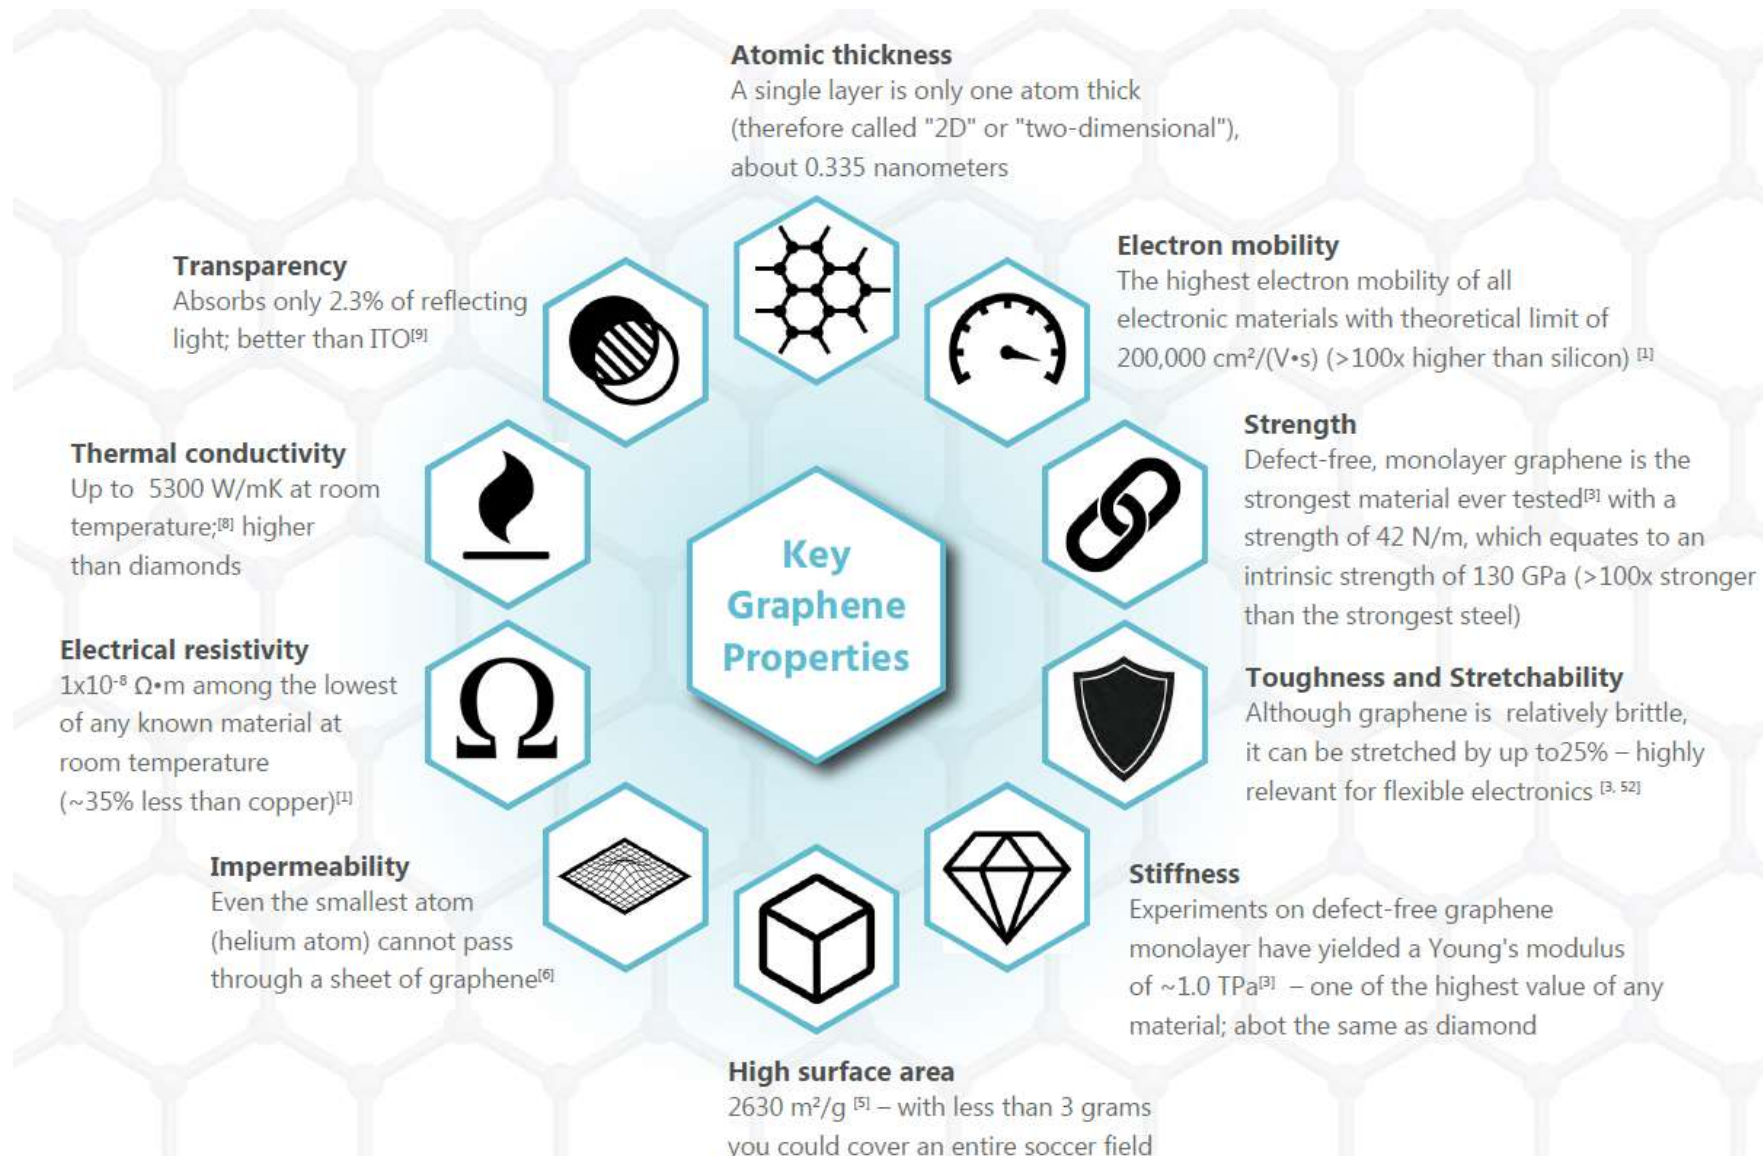 Atomic thickness
A single layer is only one atom thick
(therefore called "2D" or "two-dimensional"),
about 0.335 nanometers
Electron mobility
The highest electron mobility of all
electronic materials with theoretical limit of
200,000 cm²/(V•s) (>100x higher than silicon) [1]
Strength
Defect-free, monolayer graphene is the
strongest material ever tested[3] with a
strength of 42 N/m, which equates to an
intrinsic strength of 130 GPa (>100x stronger
than the strongest steel)
Toughness and Stretchability
Although graphene is relatively brittle,
it can be stretched by up to25% – highly
relevant for flexible electronics [3, 52]
Stiffness
Experiments on defect-free graphene
monolayer have yielded a Young's modulus
of ~1.0 TPa[3] – one of the highest value of any
material; abot the same as diamond
High surface area
2630 m²/g [5] – with less than 3 grams
you could cover an entire soccer field
Impermeability
Even the smallest atom
(helium atom) cannot pass
through a sheet of graphene[6]
Electrical resistivity
1x10⁻⁸ Ω•m among the lowest
of any known material at
room temperature
(~35% less than copper)[1]
Thermal conductivity
Up to 5300 W/mK at room
temperature;[8] higher
than diamonds
Transparency
Absorbs only 2.3% of reflecting
light; better than ITO[9]
Key
Graphene
Properties
Ω